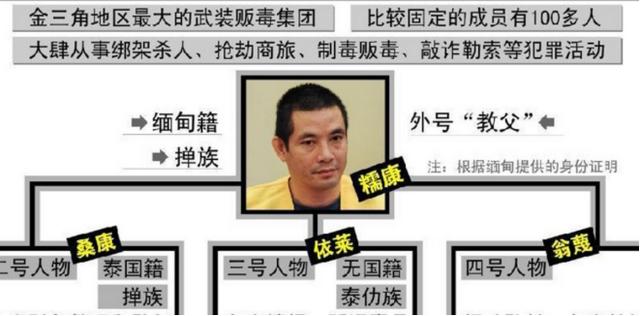 金三角地区最大的武装贩毒集团
比较固定的成员有100多人
大肆从事绑架杀人、抢劫商旅、制毒贩毒、敲诈勒索等犯罪活动
缅甸籍
外号“教父”
掸族
注：根据缅甸提供的身份证明
糯康
桑康
依莱
翁蔑
二号人物
泰国籍
三号人物
无国籍
四号人物
掸族
泰仂族